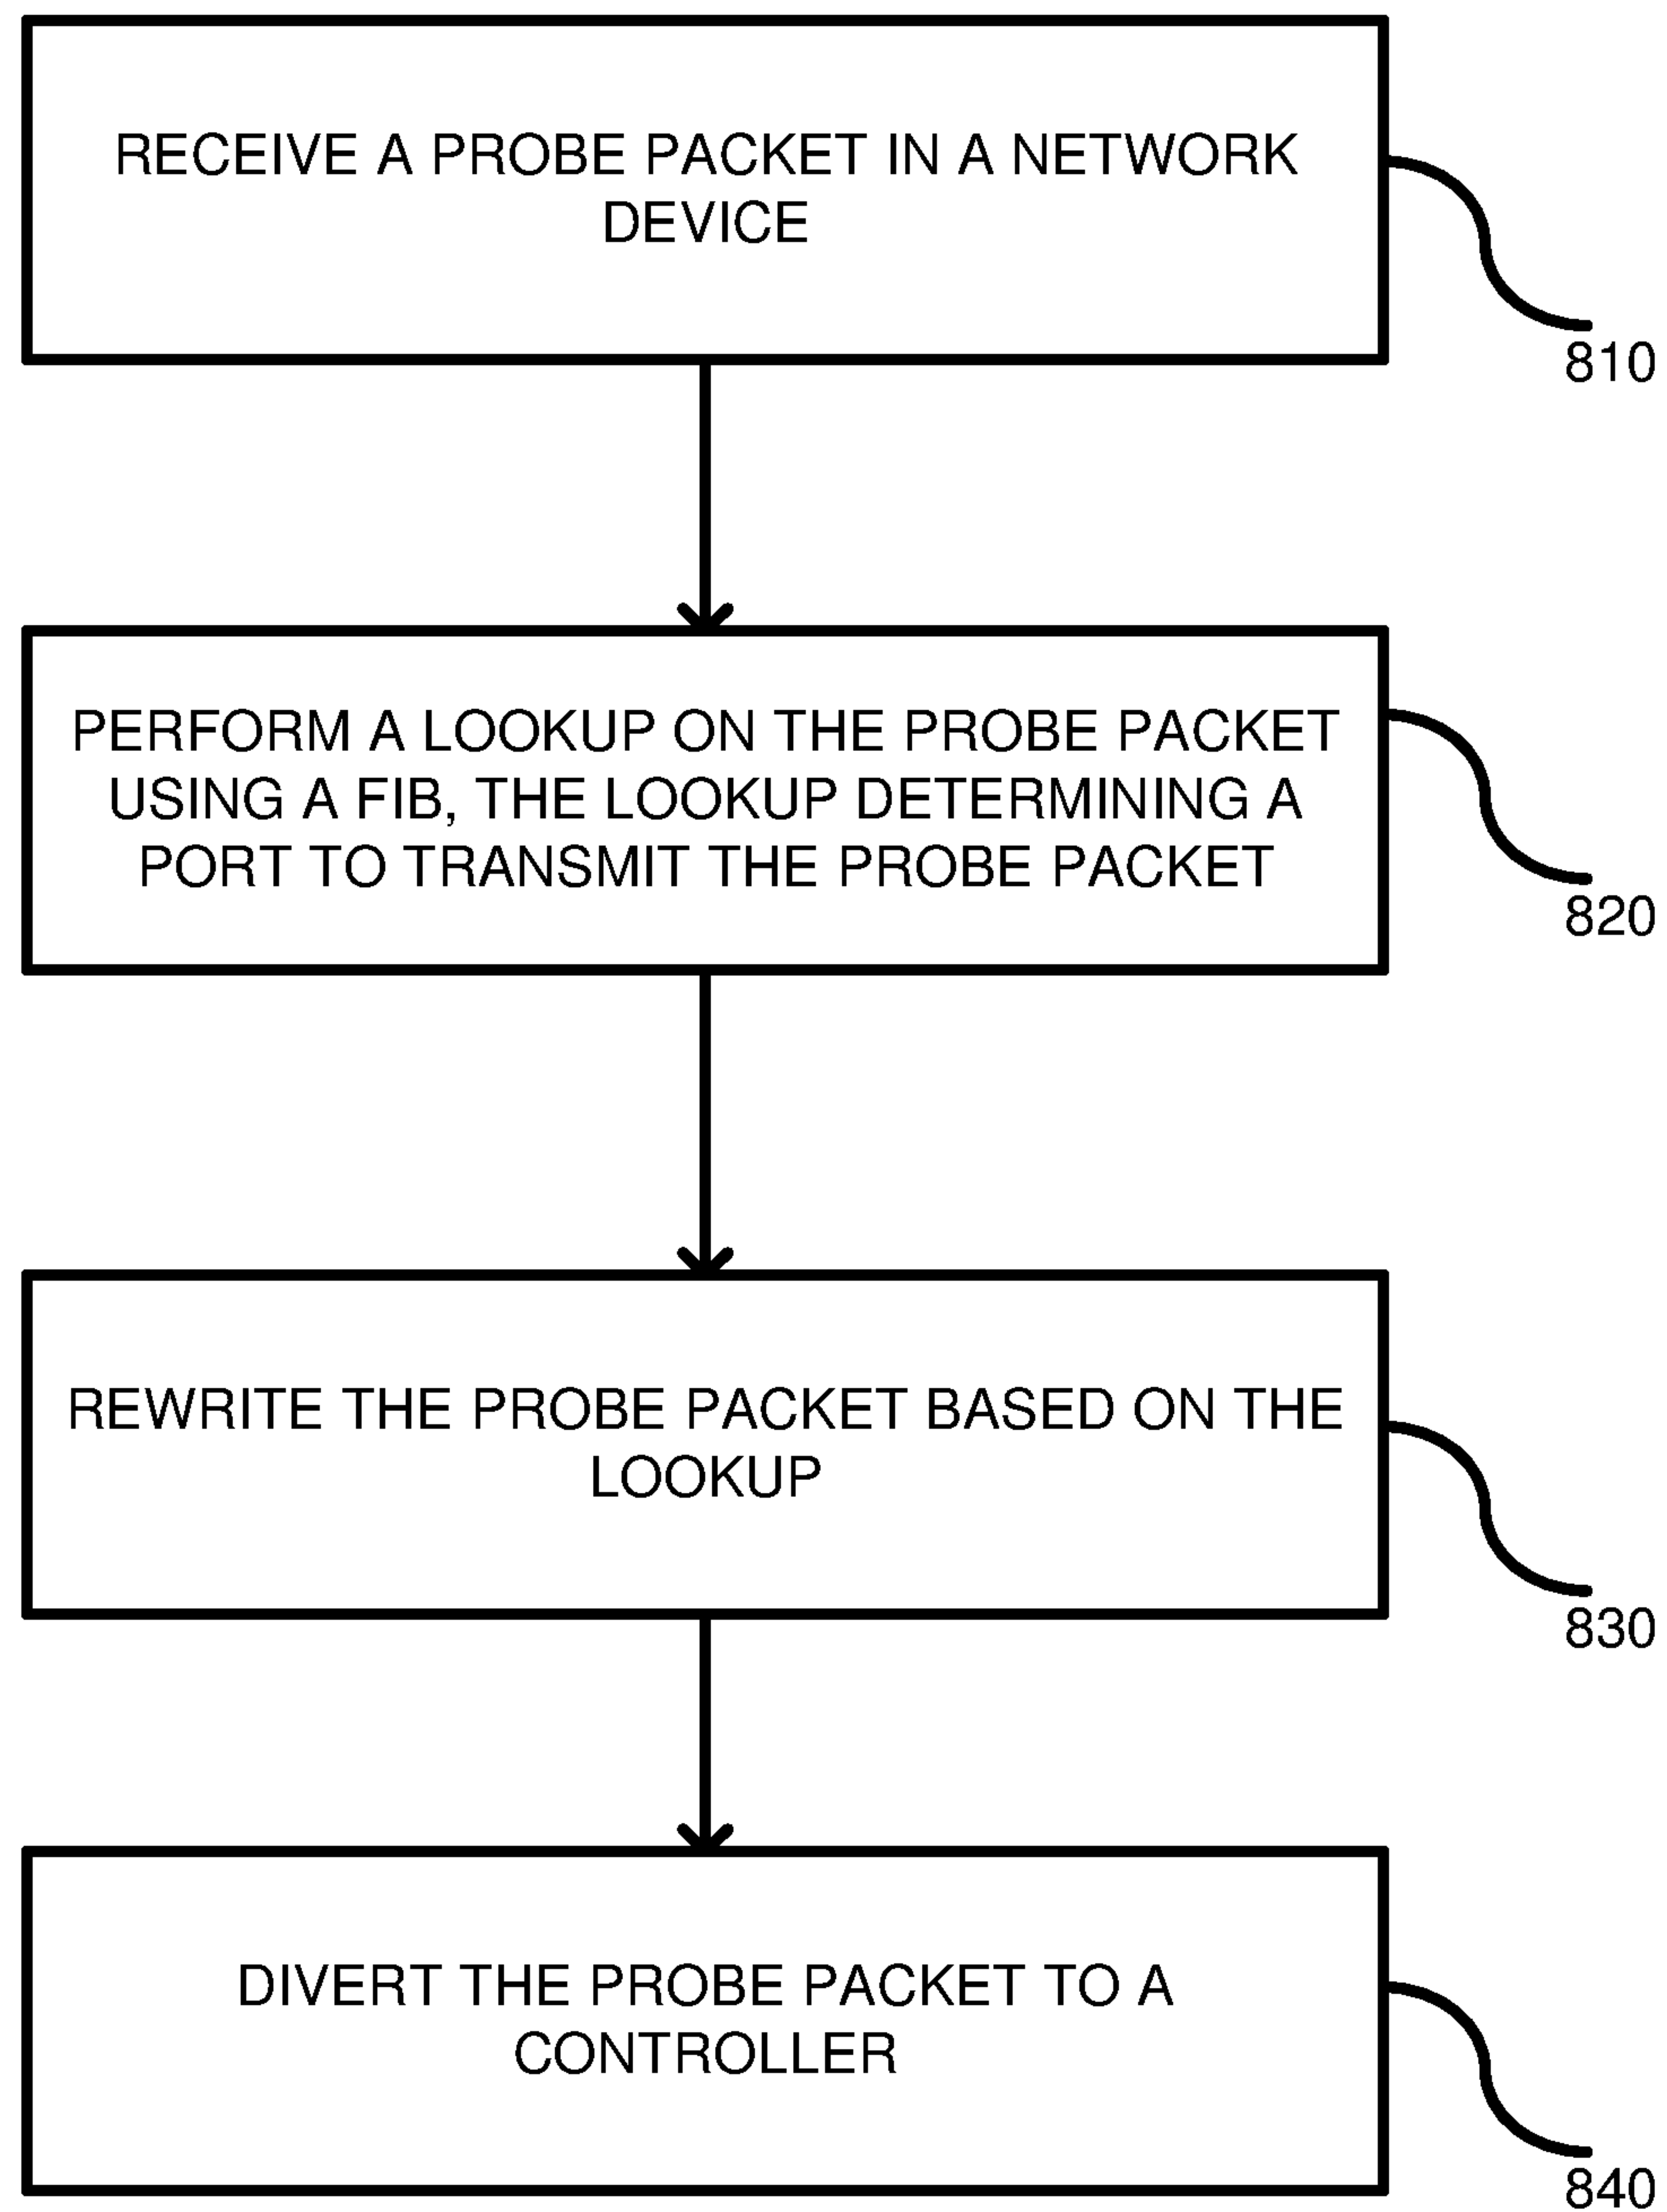 RECEIVE A PROBE PACKET IN A NETWORK
DEVICE
810
PERFORM A LOOKUP ON THE PROBE PACKET
USING A FIB, THE LOOKUP DETERMINING A
PORT TO TRANSMIT THE PROBE PACKET
820
REWRITE THE PROBE PACKET BASED ON THE
LOOKUP
830
DIVERT THE PROBE PACKET TO A
CONTROLLER
840